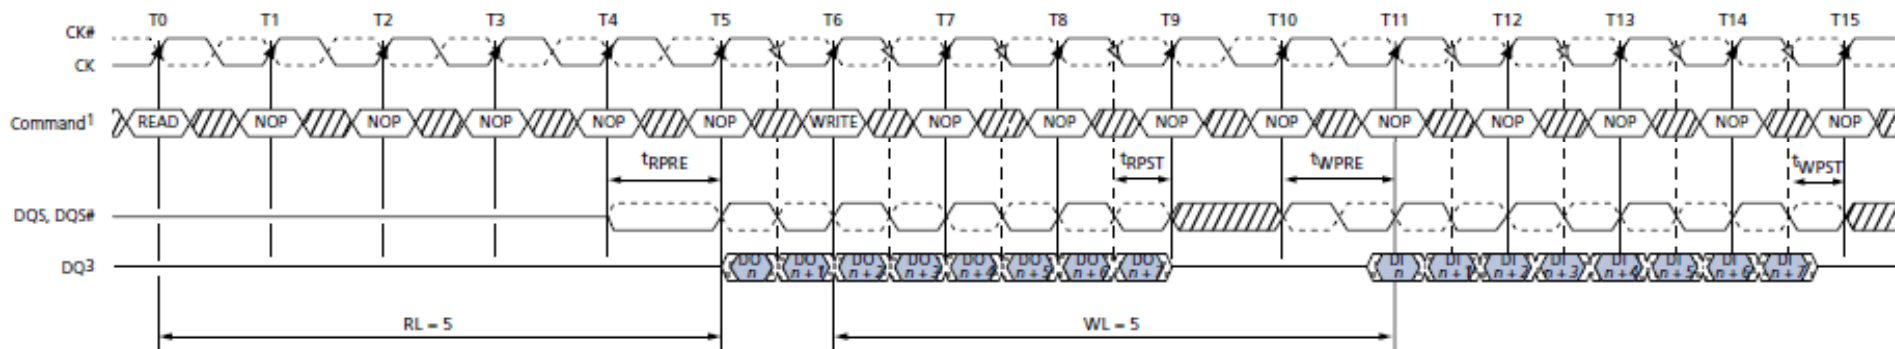 T0 T1 T2 T3 T4 T5 T6 T7 T8 T9 T10 T11 T12 T13 T14 T15
CK#
CK
Command1 READ NOP NOP NOP NOP NOP WRITE NOP NOP NOP NOP NOP NOP NOP NOP NOP
tRPRE tRPST tWPRE tWPST
DQS, DQS#
DQ3 DO n DO n + 1 DO n + 2 DO n + 3 DO n + 4 DO n + 5 DO n + 6 DO n + 7 DI n DI n + 1 DI n + 2 DI n + 3 DI n + 4 DI n + 5 DI n + 6 DI n + 7
RL = 5 WL = 5